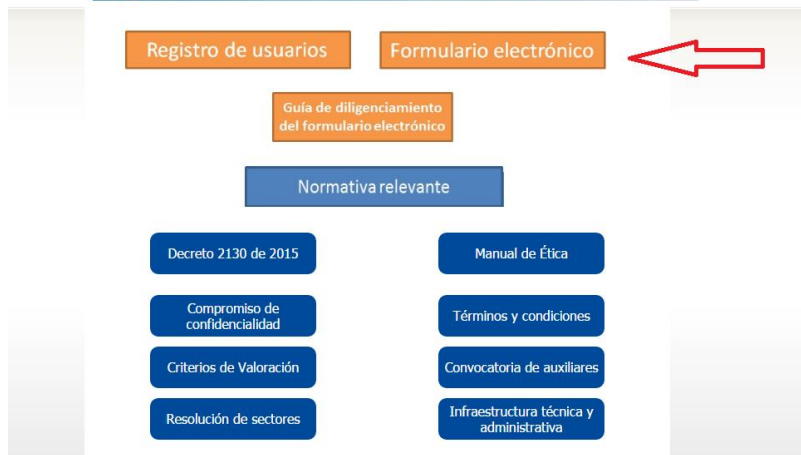 Registro de usuarios
Formulario electrónico
Guía de diligenciamiento
del formulario electrónico
Normativa relevante
Decreto 2130 de 2015
Manual de Ética
Compromiso de
confidencialidad
Términos y condiciones
Criterios de Valoración
Convocatoria de auxiliares
Resolución de sectores
Infraestructura técnica y
administrativa